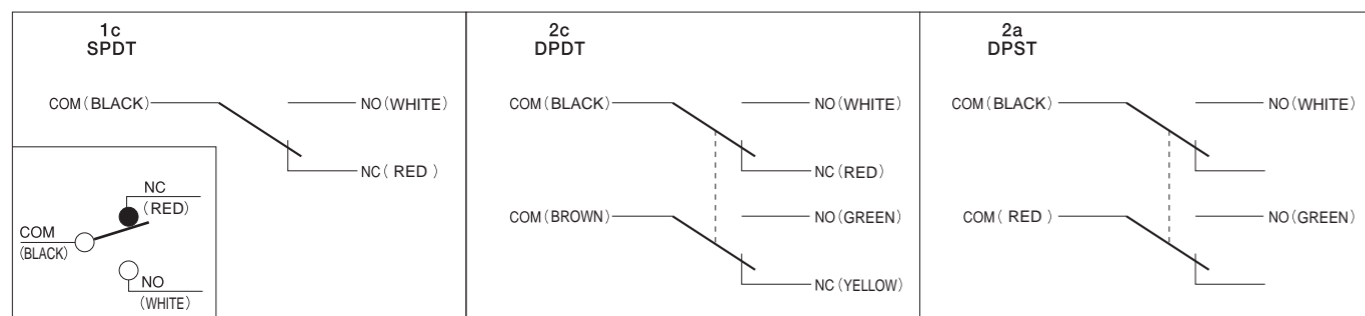 1c
SPDT
COM (BLACK)
NO (WHITE)
NC ( RED )
NC
(RED)
COM
(BLACK)
NO
(WHITE)
2c
DPDT
COM (BLACK)
NO (WHITE)
NC (RED)
COM (BROWN)
NO (GREEN)
NC (YELLOW)
2a
DPST
COM (BLACK)
NO (WHITE)
COM ( RED )
NO (GREEN)